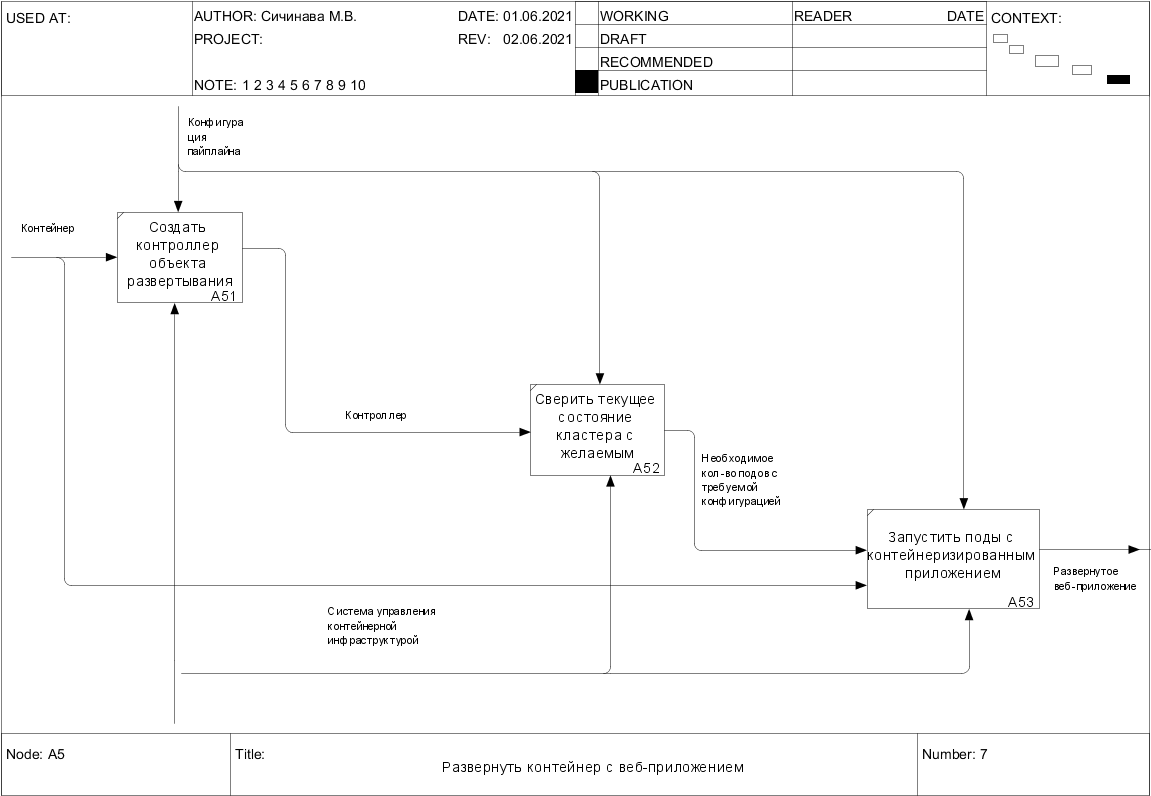 USED AT:
AUTHOR: Сичинава М.В.
DATE: 01.06.2021
PROJECT:
REV: 02.06.2021
NOTE: 1 2 3 4 5 6 7 8 9 10
WORKING
DRAFT
RECOMMENDED
PUBLICATION
READER
DATE
CONTEXT:
Конфигура
ция
пайплайна
Контейнер
Создать
контроллер
объекта
развертывания
A51
Контроллер
Сверить текущее
состояние
кластера с
желаемым
A52
Необходимое
кол-во подов с
требуемой
конфигурацией
Запустить поды с
контейнеризированным
приложением
A53
Развернутое
веб-приложение
Система управления
контейнерной
инфраструктурой
Node: A5
Title:
Развернуть контейнер с веб-приложением
Number: 7